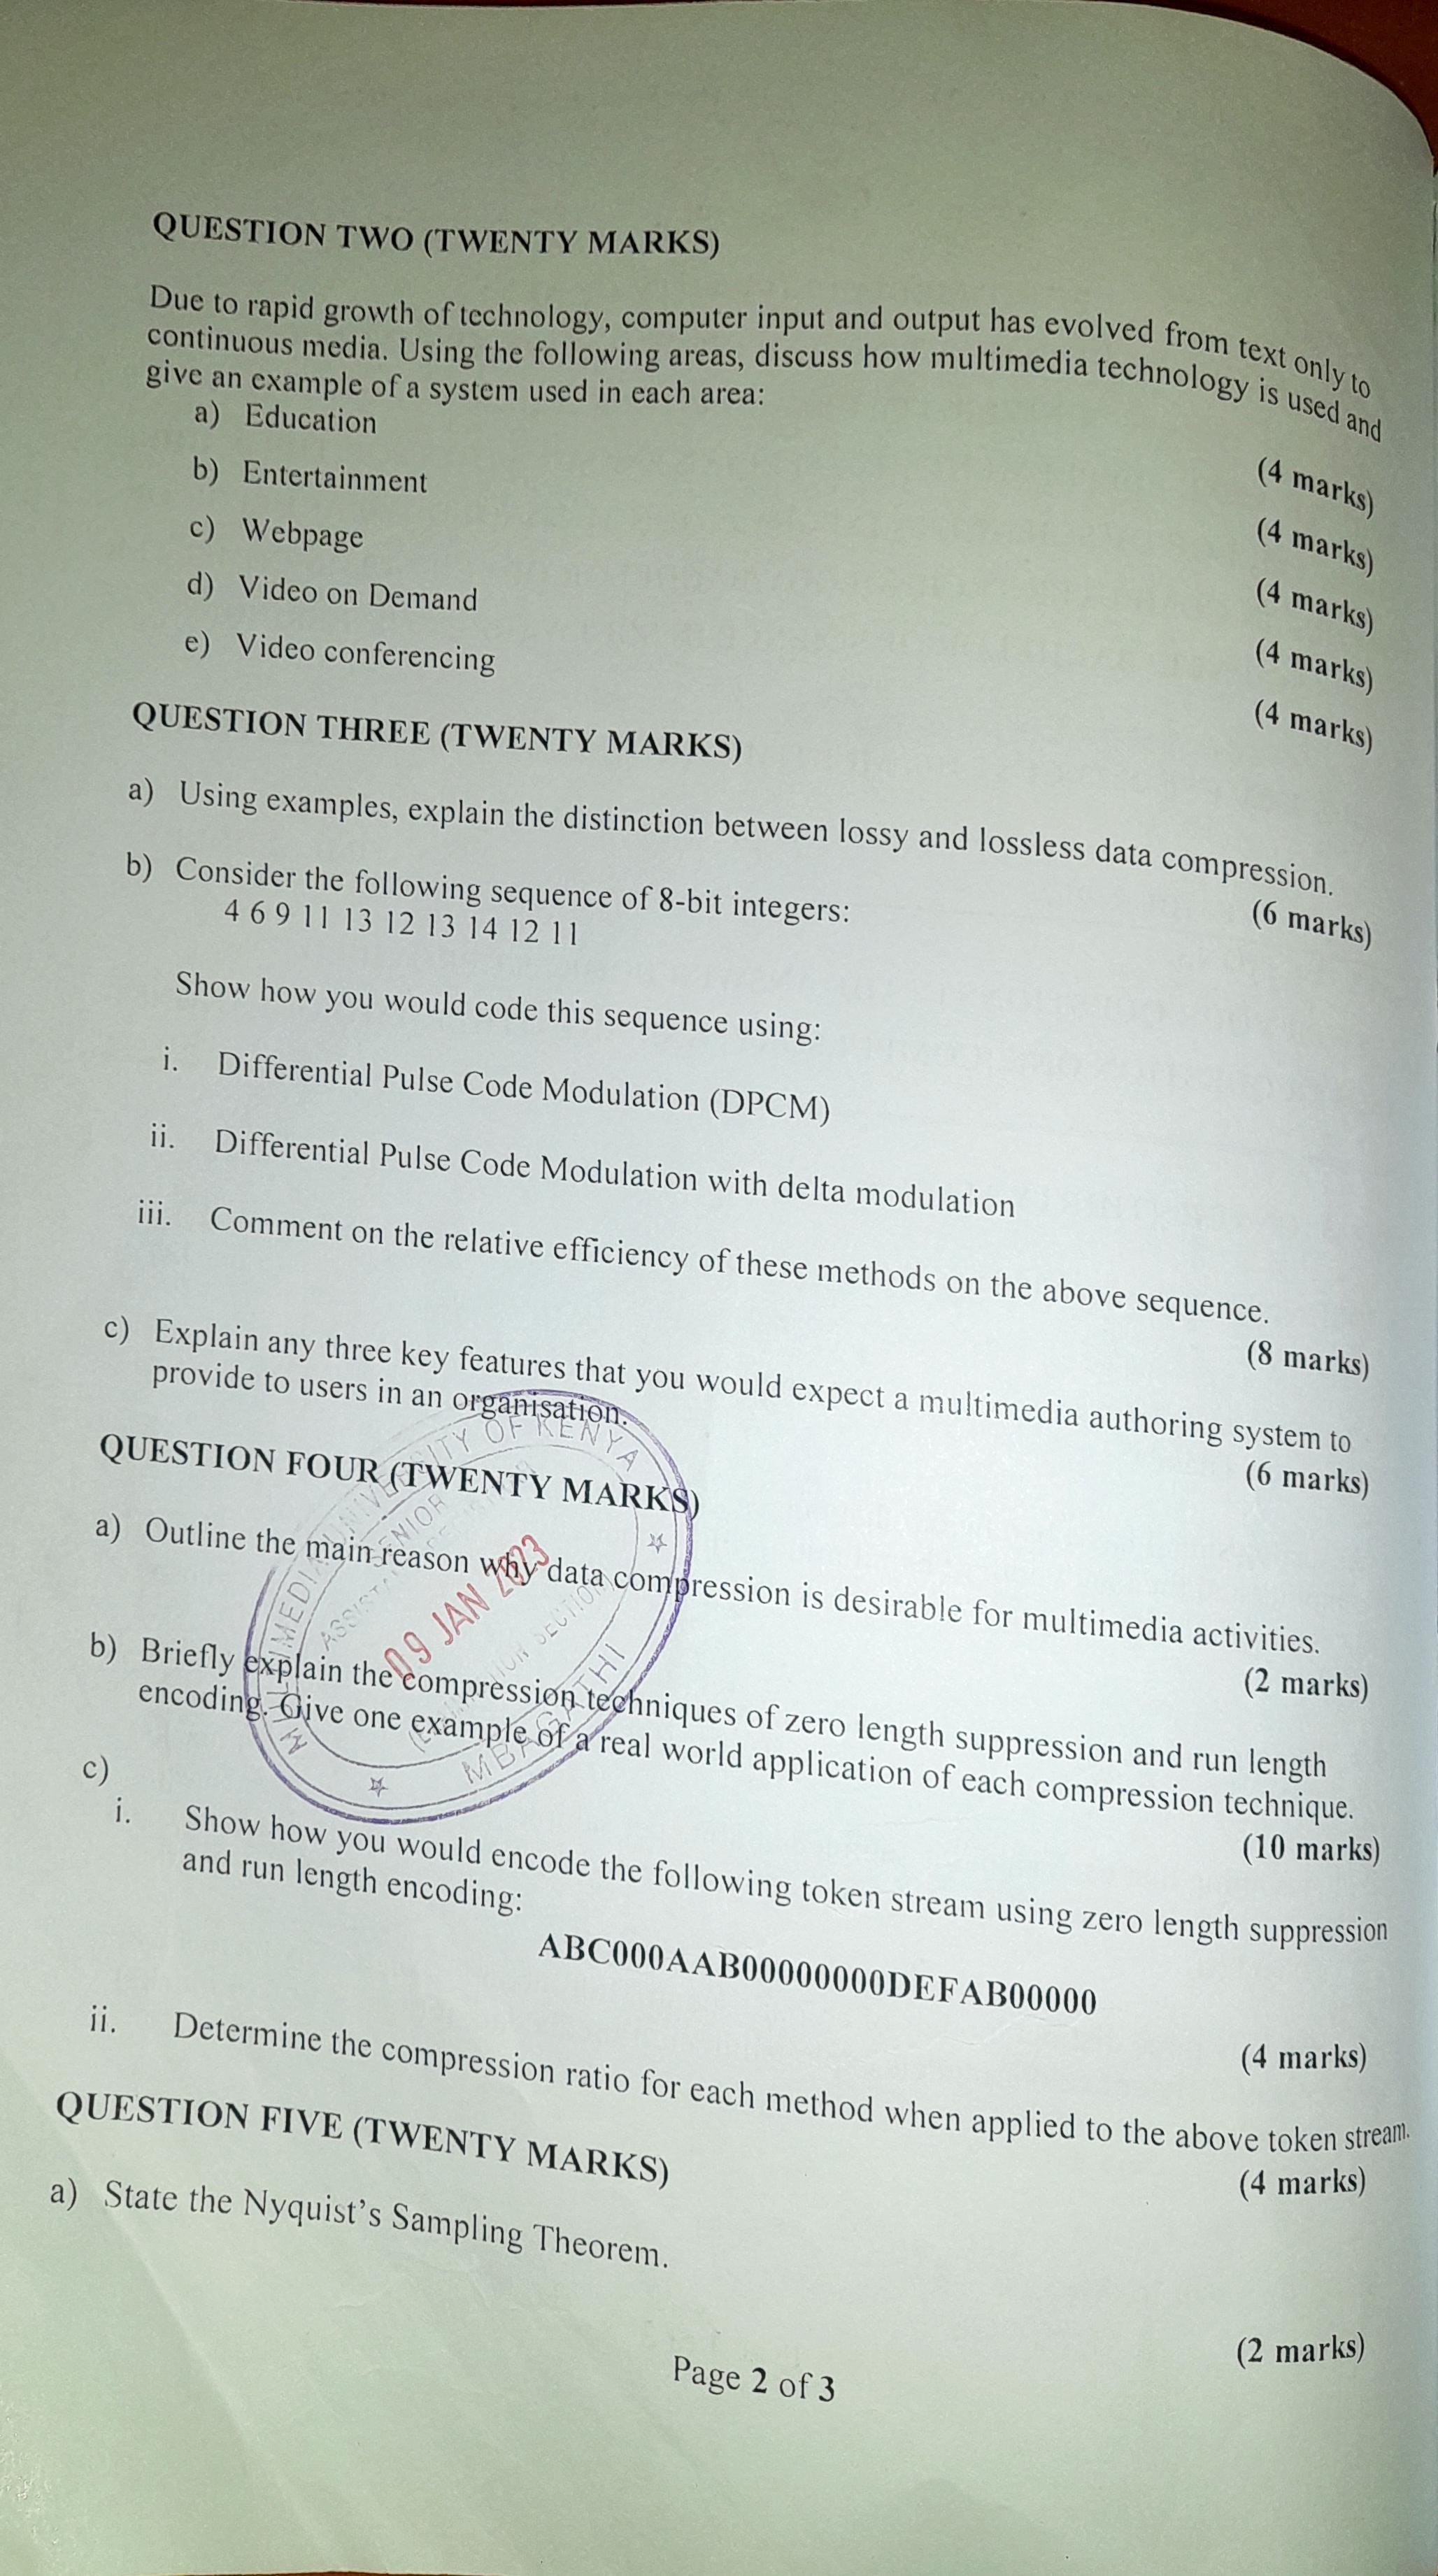 QUESTION TWO (TWENTY MARKS)
Due to rapid growth of technology, computer input and output has evolved from text only to
continuous media. Using the following areas, discuss how multimedia technology is used and
give an example of a system used in each area:
a) Education
(4 marks)
b) Entertainment
(4 marks)
c) Webpage
(4 marks)
d) Video on Demand
(4 marks)
e) Video conferencing
(4 marks)
QUESTION THREE (TWENTY MARKS)
a) Using examples, explain the distinction between lossy and lossless data compression.
(6 marks)
b) Consider the following sequence of 8-bit integers:
4 6 9 11 13 12 13 14 12 11
Show how you would code this sequence using:
i. Differential Pulse Code Modulation (DPCM)
ii. Differential Pulse Code Modulation with delta modulation
iii. Comment on the relative efficiency of these methods on the above sequence.
(8 marks)
c) Explain any three key features that you would expect a multimedia authoring system to
provide to users in an organisation.
(6 marks)
QUESTION FOUR (TWENTY MARKS)
a) Outline the main reason why data compression is desirable for multimedia activities.
(2 marks)
b) Briefly explain the compression techniques of zero length suppression and run length
encoding. Give one example of a real world application of each compression technique.
(10 marks)
c)
i. Show how you would encode the following token stream using zero length suppression
and run length encoding:
ABC000AAB00000000DEFAB00000
(4 marks)
ii. Determine the compression ratio for each method when applied to the above token stream.
(4 marks)
QUESTION FIVE (TWENTY MARKS)
a) State the Nyquist's Sampling Theorem.
(2 marks)
Page 2 of 3
UNIVERSITY OF KENYA
09 JAN 2023
SECTION
MBAGATHI